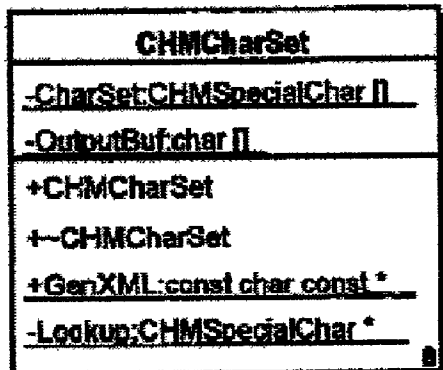 CHMCharSet
-CharSet:CHMSpecialChar []
-OutputBuf:char []
+CHMCharSet
+~CHMCharSet
+GenXML:const char const *
-Lookup:CHMSpecialChar *
a